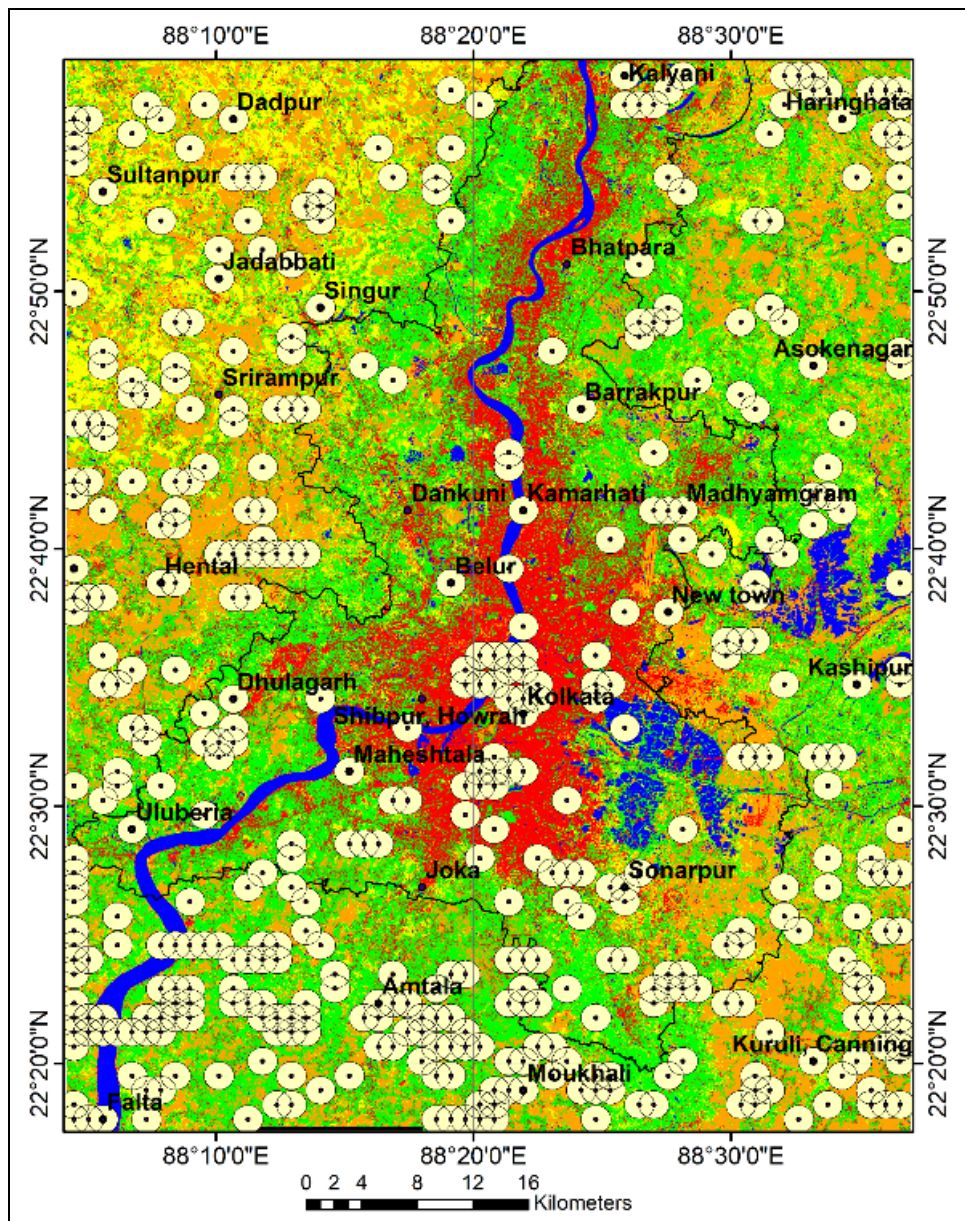 88°10'0"E 88°20'0"E 88°30'0"E
Kalyani
Dadpur
Haringhata
Sultanpur
Bhatpara
Jadabbati
22°50'0"N 22°50'0"N
Singur
Asokenagar
Srirampur
Barrakpur
Dankuni Kamarhati Madhyamgram
22°40'0"N 22°40'0"N
Hental Belur
New town
Kashipur
Dhulagarh Kolkata
Shibpur, Howrah
Maheshtala
22°30'0"N 22°30'0"N
Uluberia
Joka Sonarpur
Amtala
Kuruli, Canning
22°20'0"N 22°20'0"N
Moukhali
Falta
88°10'0"E 88°20'0"E 88°30'0"E
0 2 4 8 12 16
Kilometers